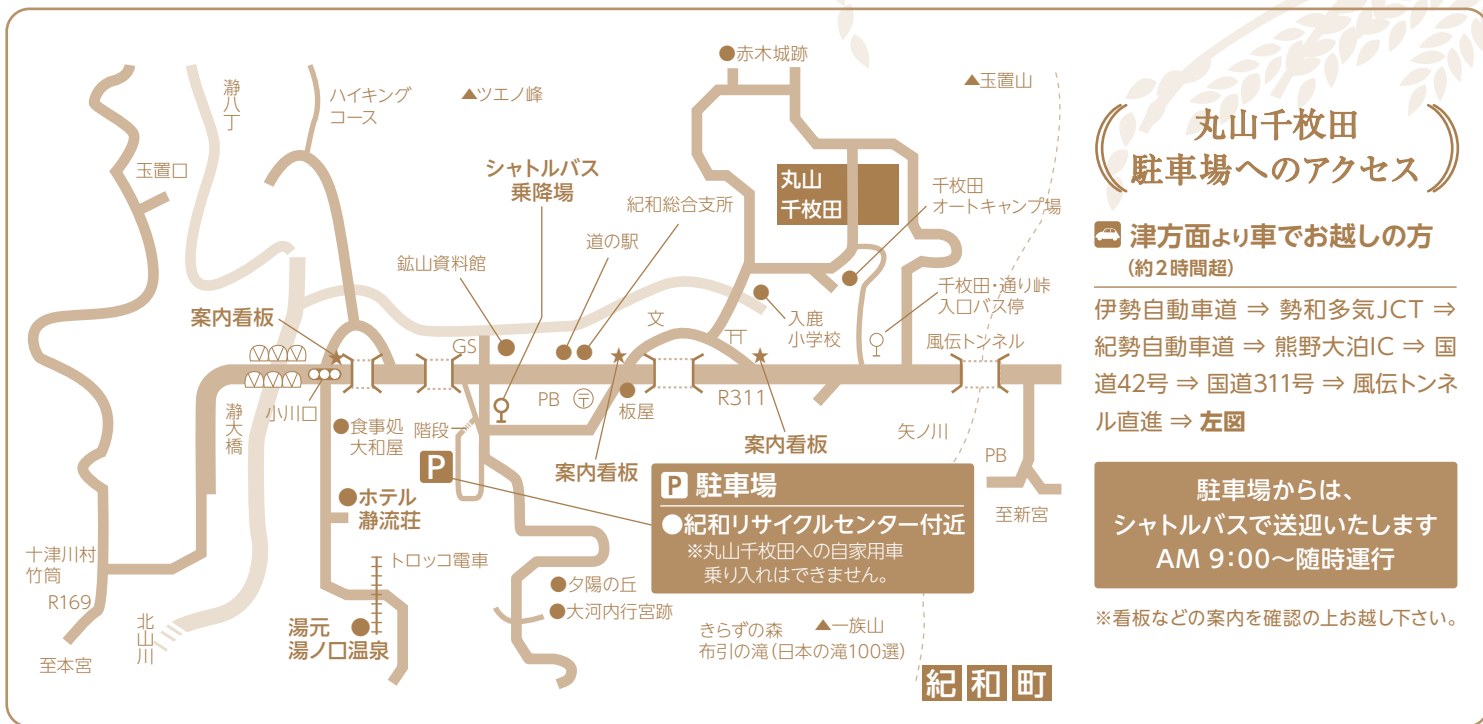 赤木城跡
瀞八丁
ハイキング
コース
▲ツエノ峰
▲玉置山
玉置口
シャトルバス
乗降場
紀和総合支所
道の駅
鉱山資料館
丸山
千枚田
千枚田
オートキャンプ場
千枚田・通り峠
入口バス停
入鹿
小学校
案内看板
GS
文
風伝トンネル
小川口
瀞大橋
食事処
大和屋
階段
PB
〒
板屋
R311
案内看板
案内看板
矢ノ川
PB
至新宮
P
P 駐車場
●紀和リサイクルセンター付近
※丸山千枚田への自家用車
乗り入れはできません。
ホテル
瀞流荘
トロッコ電車
十津川村
竹筒
R169
北山川
至本宮
湯元
湯ノ口温泉
夕陽の丘
大河内行宮跡
きらずの森
布引の滝(日本の滝100選)
▲一族山
紀和町
丸山千枚田
駐車場へのアクセス
津方面より車でお越しの方
(約2時間超)
伊勢自動車道 ⇒ 勢和多気JCT ⇒
紀勢自動車道 ⇒ 熊野大泊IC ⇒ 国
道42号 ⇒ 国道311号 ⇒ 風伝トンネ
ル直進 ⇒ 左図
駐車場からは、
シャトルバスで送迎いたします
AM 9:00～随時運行
※看板などの案内を確認の上お越し下さい。